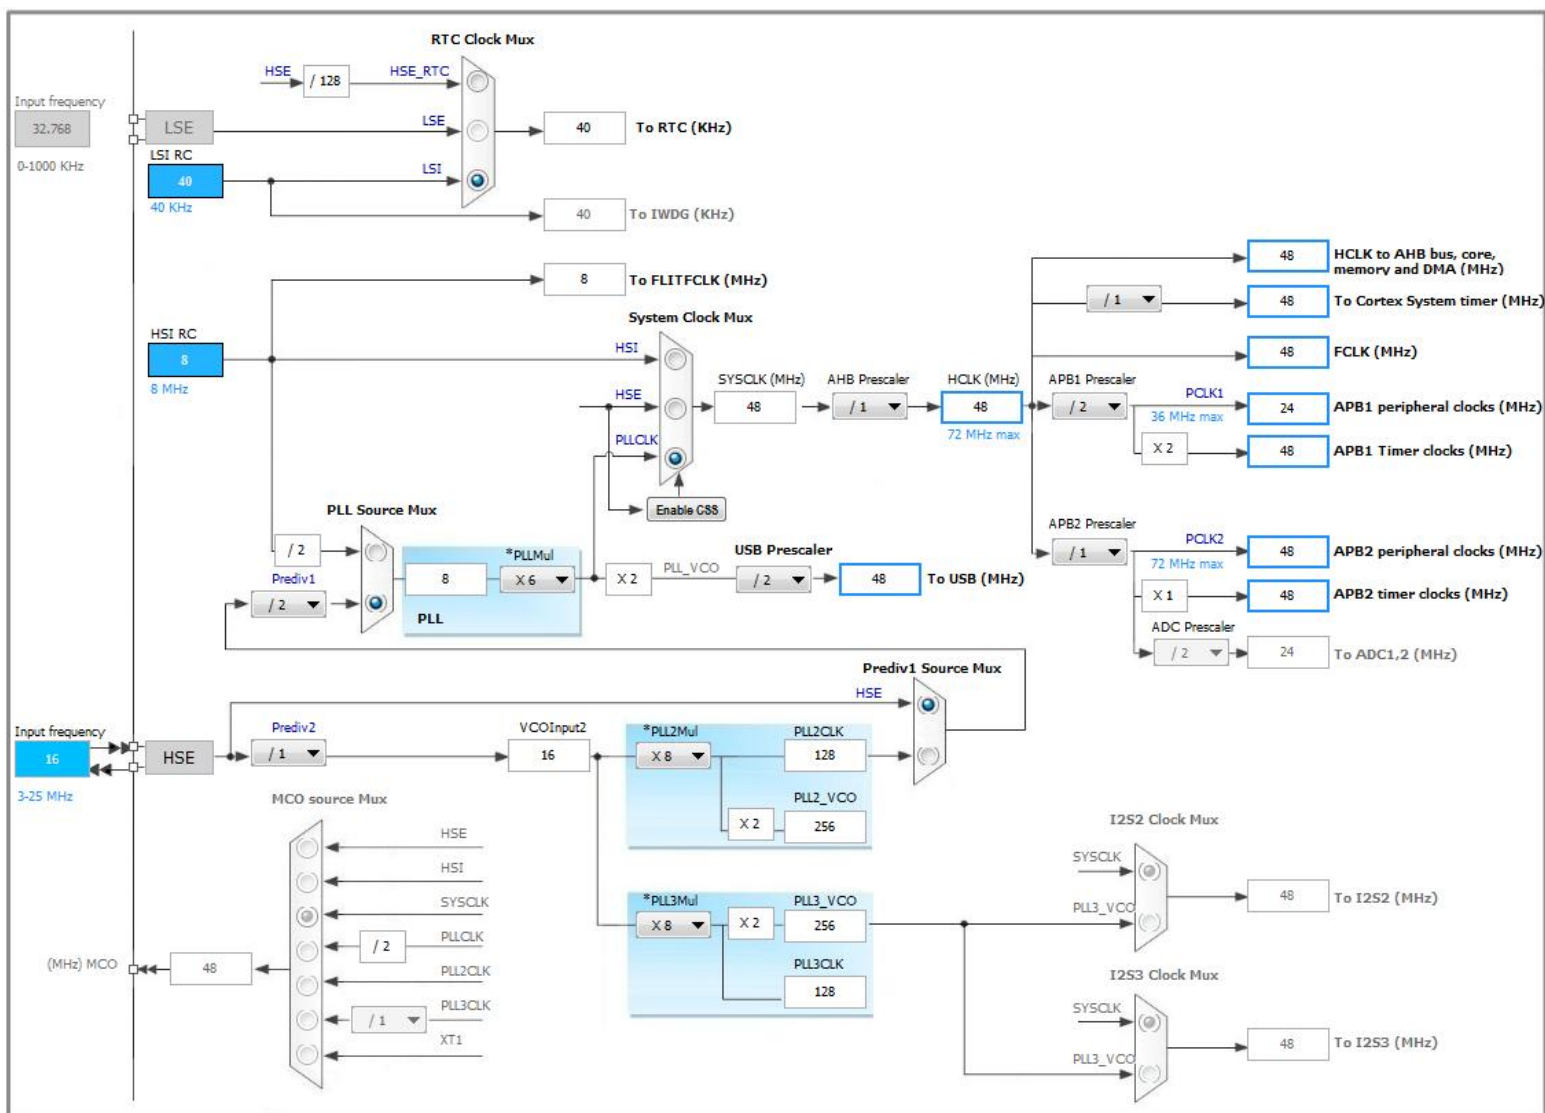 RTC Clock Mux
HSE
/ 128
HSE_RTC
Input frequency
32.768
0-1000 KHz
LSE
LSE
40
To RTC (KHz)
LSI RC
40
40 KHz
LSI
40
To IWDG (KHz)
8
To FLITFCLK (MHz)
48
HCLK to AHB bus, core,
memory and DMA (MHz)
/ 1
48
To Cortex System timer (MHz)
System Clock Mux
HSI RC
8
8 MHz
HSI
48
FCLK (MHz)
SYSCLK (MHz)
AHB Prescaler
HCLK (MHz)
APB1 Prescaler
HSE
48
/ 1
48
72 MHz max
/ 2
PCLK1
36 MHz max
24
APB1 peripheral clocks (MHz)
PLLCLK
X 2
48
APB1 Timer clocks (MHz)
Enable CSS
PLL Source Mux
/ 2
Prediv1
/ 2
8
*PLLMul
X 6
PLL
X 2
PLL_VCO
USB Prescaler
/ 2
48
To USB (MHz)
APB2 Prescaler
/ 1
PCLK2
72 MHz max
48
APB2 peripheral clocks (MHz)
X 1
48
APB2 timer clocks (MHz)
ADC Prescaler
/ 2
24
To ADC1,2 (MHz)
Prediv1 Source Mux
HSE
Input frequency
16
3-25 MHz
HSE
Prediv2
/ 1
VCOInput2
16
*PLL2Mul
X 8
PLL2CLK
128
PLL2_VCO
X 2
256
MCO source Mux
HSE
HSI
SYSCLK
PLLCLK
/ 2
PLL2CLK
PLL3CLK
/ 1
XT1
(MHz) MCO
48
*PLL3Mul
X 8
X 2
PLL3_VCO
256
PLL3CLK
128
I2S2 Clock Mux
SYSCLK
PLL3_VCO
48
To I2S2 (MHz)
I2S3 Clock Mux
SYSCLK
PLL3_VCO
48
To I2S3 (MHz)